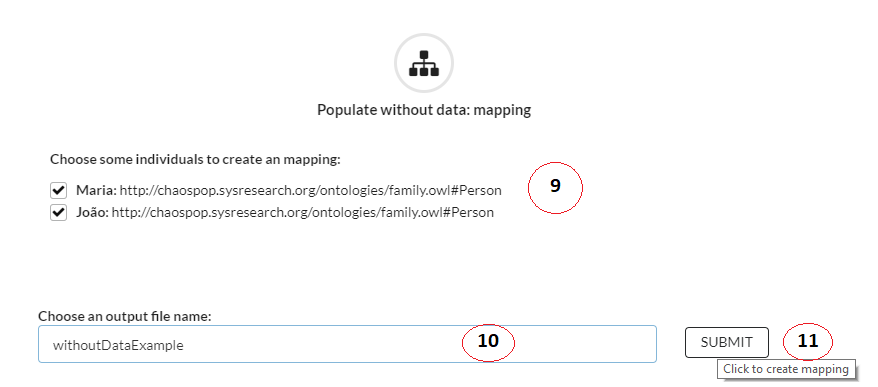 Populate without data: mapping
Choose some individuals to create an mapping:
Maria: http://chaospop.sysresearch.org/ontologies/family.owl#Person
João: http://chaospop.sysresearch.org/ontologies/family.owl#Person
9
Choose an output file name:
withoutDataExample
10
SUBMIT
11
Click to create mapping